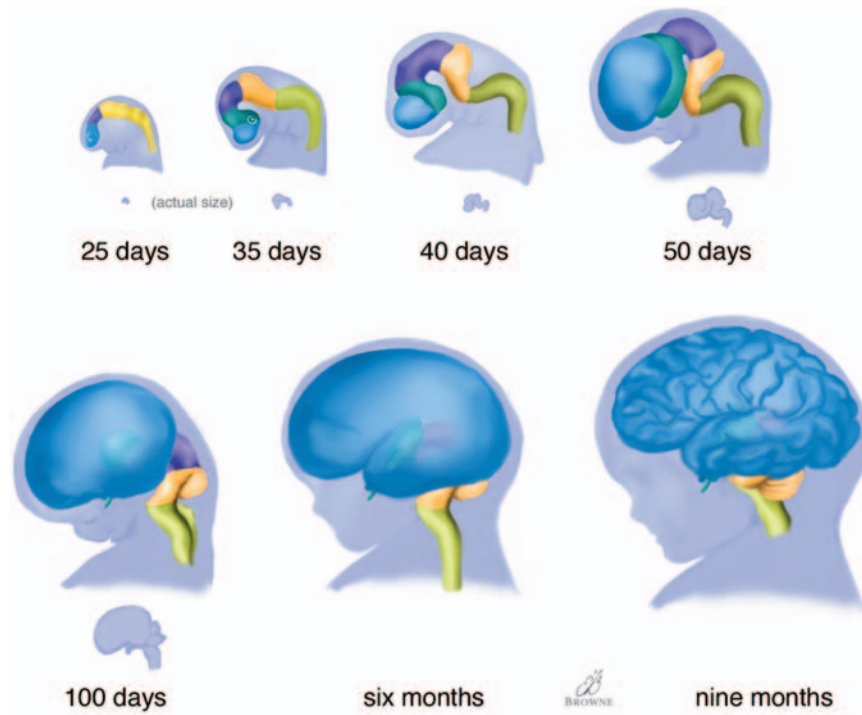 (actual size)
25 days
35 days
40 days
50 days
100 days
six months
BROWNE
nine months